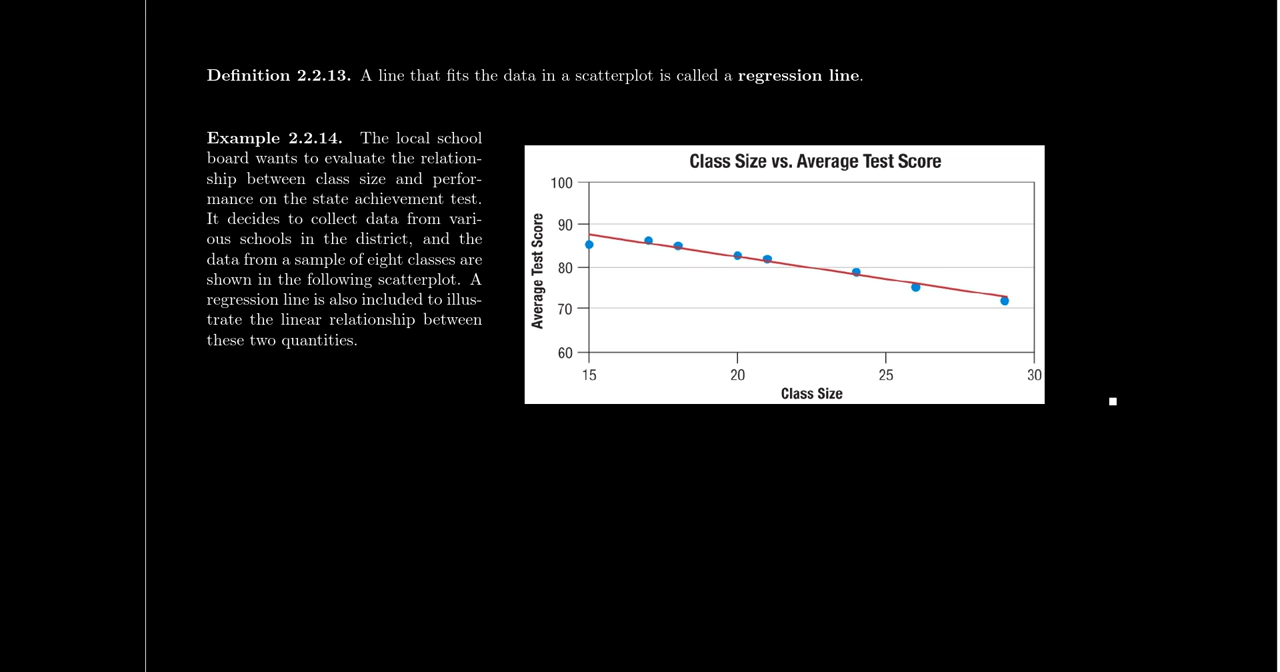 Definition 2.2.13. A line that fits the data in a scatterplot is called a regression line.
Example 2.2.14. The local school
board wants to evaluate the relation-
ship between class size and perfor-
mance on the state achievement test.
It decides to collect data from vari-
ous schools in the district, and the
data from a sample of eight classes are
shown in the following scatterplot. A
regression line is also included to illus-
trate the linear relationship between
these two quantities.
Class Size vs. Average Test Score
Average Test Score
100
90
80
70
60
15 20 25 30
Class Size